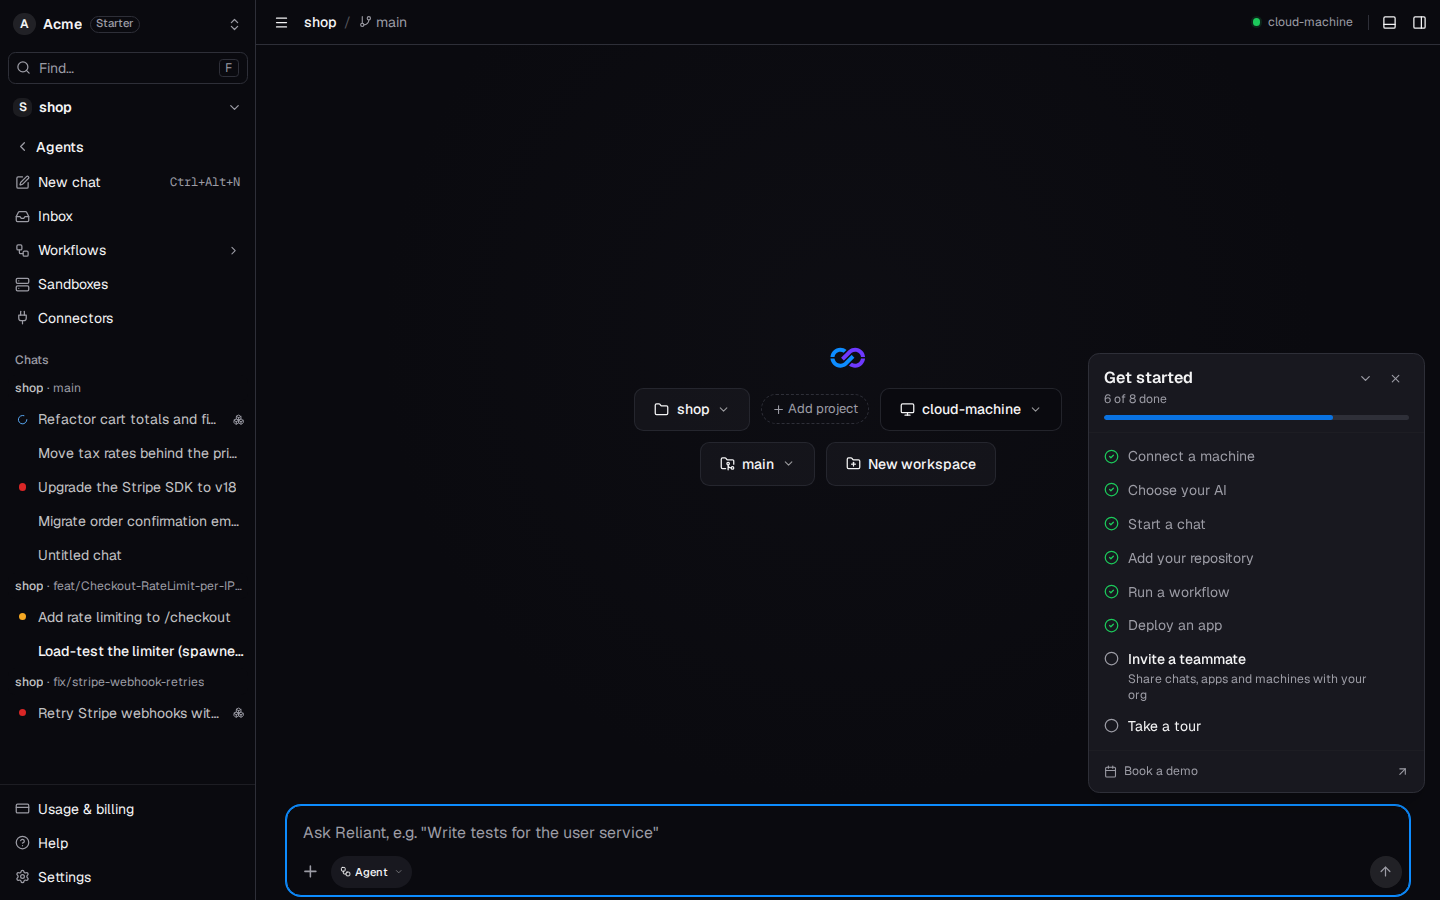 A Acme Starter
Find... F
S shop
Agents
New chat Ctrl+Alt+N
Inbox
Workflows
Sandboxes
Connectors
Chats
shop · main
Refactor cart totals and fi...
Move tax rates behind the pri...
Upgrade the Stripe SDK to v18
Migrate order confirmation em...
Untitled chat
shop · feat/Checkout-RateLimit-per-IP...
Add rate limiting to /checkout
Load-test the limiter (spawne...
shop · fix/stripe-webhook-retries
Retry Stripe webhooks wit...
Usage & billing
Help
Settings
shop / main
cloud-machine
shop
Add project
cloud-machine
main
New workspace
Get started
6 of 8 done
Connect a machine
Choose your AI
Start a chat
Add your repository
Run a workflow
Deploy an app
Invite a teammate
Share chats, apps and machines with your
org
Take a tour
Book a demo
Ask Reliant, e.g. "Write tests for the user service"
Agent